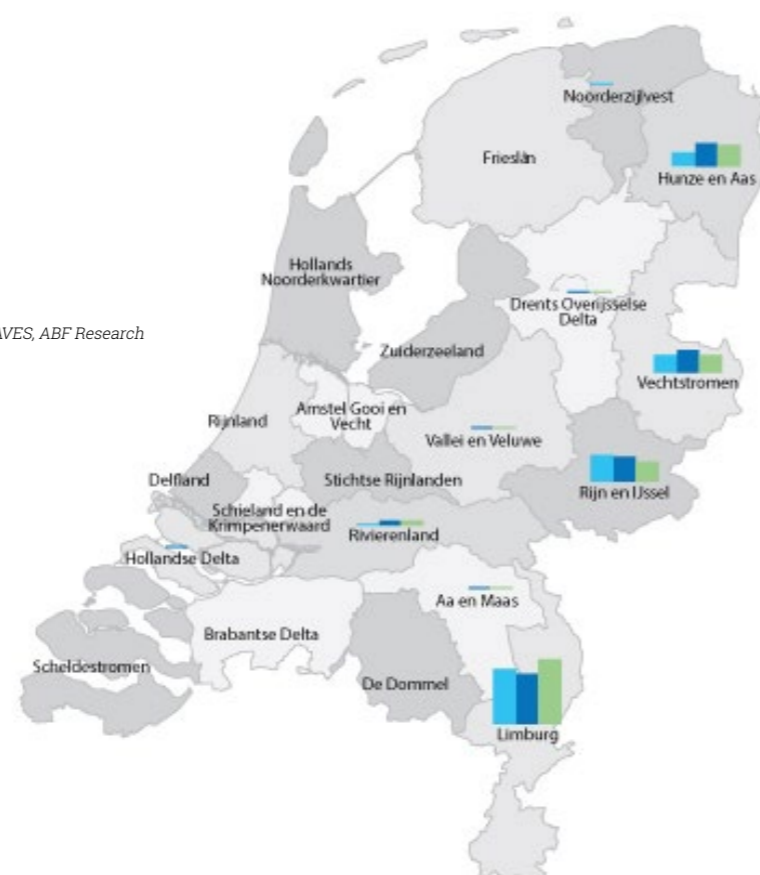 Noorderzijlvest
Frieslân
Hunze en Aas
Hollands
Noorderkwartier
Drents Overijsselse
Delta
AVES, ABF Research
Zuiderzeeland
Vechtstromen
Amstel Gooi en
Vecht
Rijnland
Vallei en Veluwe
Delfland
Stichtse Rijnlanden
Rijn en IJssel
Schieland en de
Krimpenerwaard
Rivierenland
Hollandse Delta
Aa en Maas
Brabantse Delta
Scheldestromen
De Dommel
Limburg